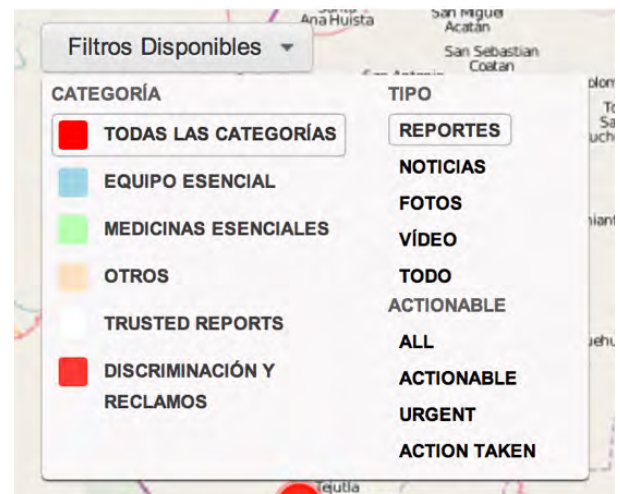 Ana Huista
San Miguel
Acatán
San Sebastian
Coatan
Filtros Disponibles
CATEGORÍA
TODAS LAS CATEGORÍAS
EQUIPO ESENCIAL
MEDICINAS ESENCIALES
OTROS
TRUSTED REPORTS
DISCRIMINACIÓN Y
RECLAMOS
TIPO
REPORTES
NOTICIAS
FOTOS
VÍDEO
TODO
ACTIONABLE
ALL
ACTIONABLE
URGENT
ACTION TAKEN
Tejutla